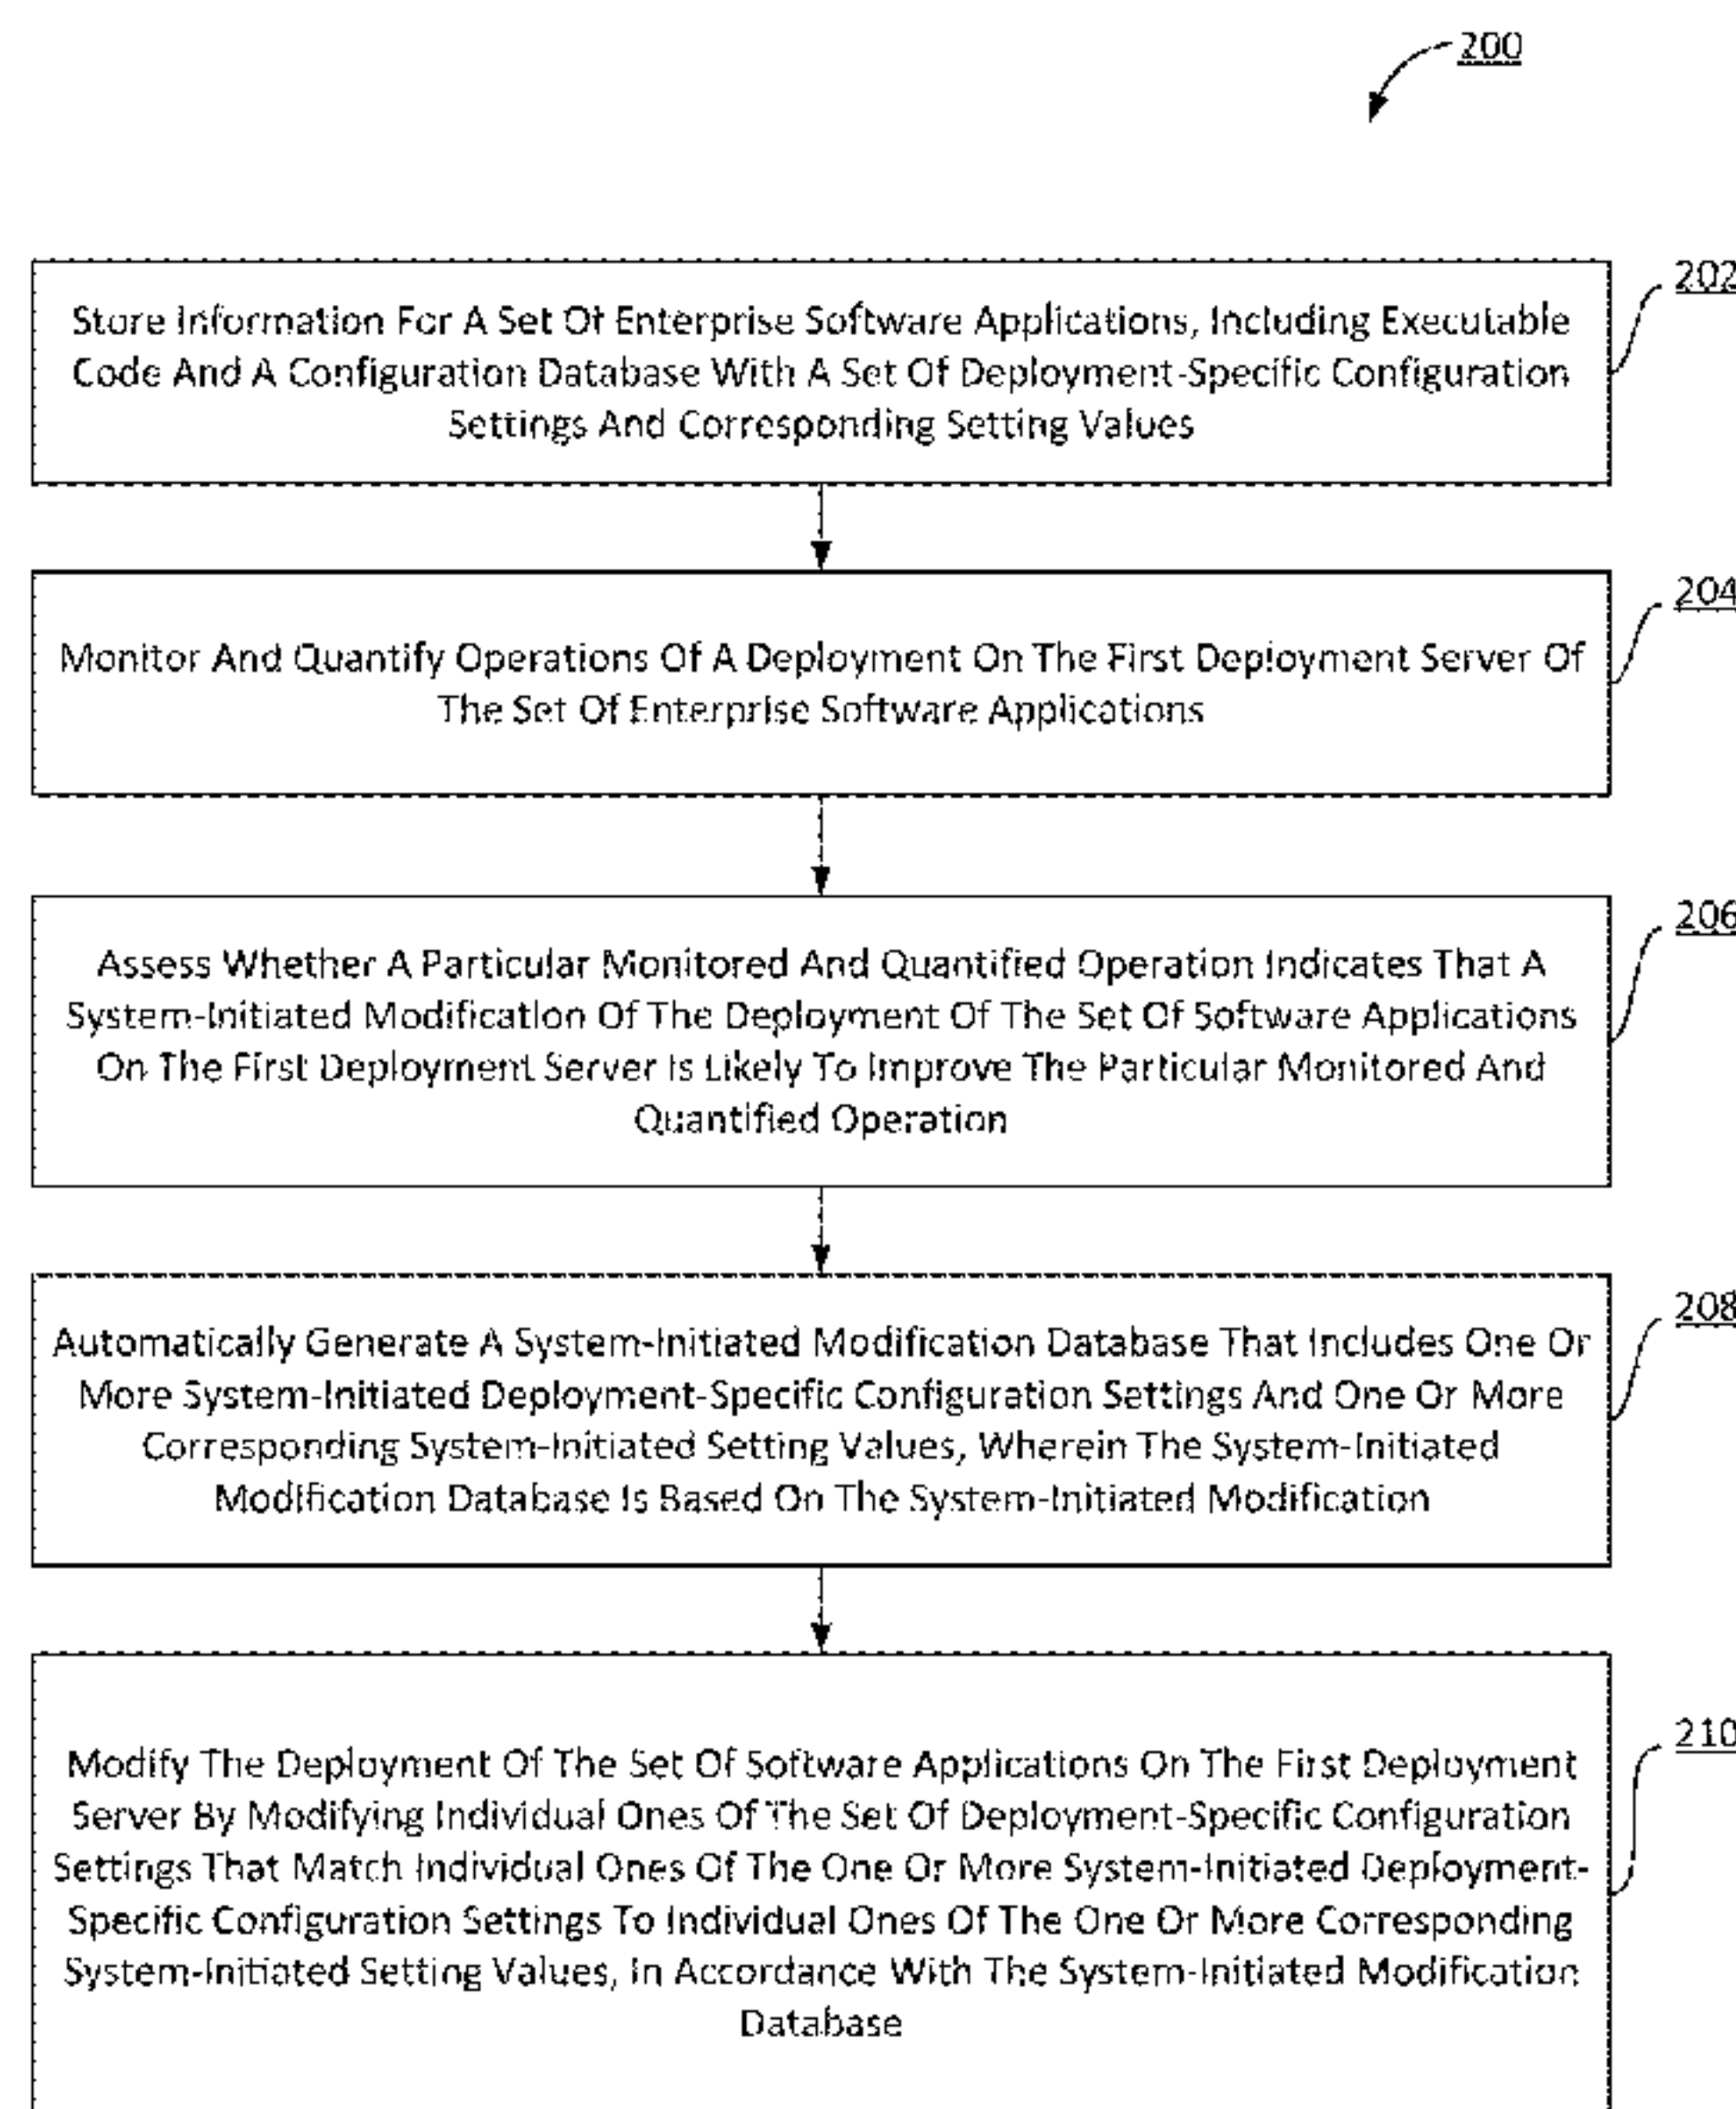 200
202
Store Information For A Set Of Enterprise Software Applications, Including Executable
Code And A Configuration Database With A Set Of Deployment-Specific Configuration
Settings And Corresponding Setting Values
204
Monitor And Quantify Operations Of A Deployment On The First Deployment Server Of
The Set Of Enterprise Software Applications
206
Assess Whether A Particular Monitored And Quantified Operation Indicates That A
System-Initiated Modification Of The Deployment Of The Set Of Software Applications
On The First Deployment Server Is Likely To Improve The Particular Monitored And
Quantified Operation
208
Automatically Generate A System-Initiated Modification Database That Includes One Or
More System-Initiated Deployment-Specific Configuration Settings And One Or More
Corresponding System-Initiated Setting Values, Wherein The System-Initiated
Modification Database Is Based On The System-Initiated Modification
210
Modify The Deployment Of The Set Of Software Applications On The First Deployment
Server By Modifying Individual Ones Of The Set Of Deployment-Specific Configuration
Settings That Match Individual Ones Of The One Or More System-Initiated Deployment-
Specific Configuration Settings To Individual Ones Of The One Or More Corresponding
System-Initiated Setting Values, In Accordance With The System-Initiated Modification
Database